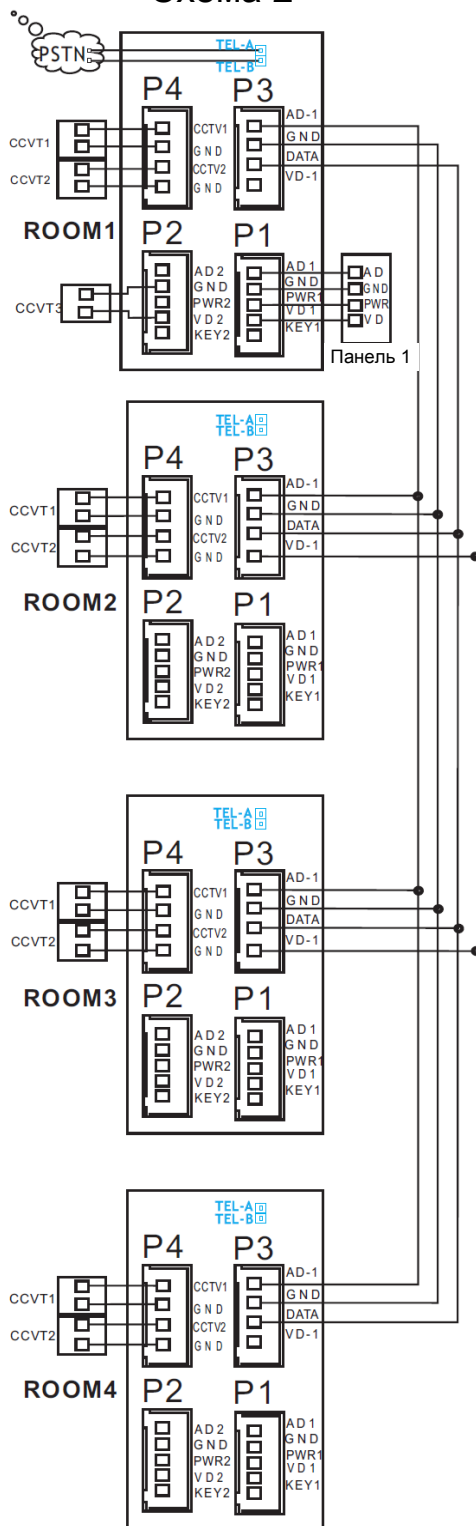 PSTN
TEL-A
TEL-B
P4
P3
CCVT1
CCVT2
CCTV1
GND
CCTV2
GND
AD-1
GND
DATA
VD-1
ROOM1
P2
P1
CCVT3
AD2
GND
PWR2
VD2
KEY2
AD1
GND
PWR1
VD1
KEY1
AD
GND
PWR
VD
Панель 1
TEL-A
TEL-B
P4
P3
CCVT1
CCVT2
CCTV1
GND
CCTV2
GND
AD-1
GND
DATA
VD-1
ROOM2
P2
P1
AD2
GND
PWR2
VD2
KEY2
AD1
GND
PWR1
VD1
KEY1
TEL-A
TEL-B
P4
P3
CCVT1
CCVT2
CCTV1
GND
CCTV2
GND
AD-1
GND
DATA
VD-1
ROOM3
P2
P1
AD2
GND
PWR2
VD2
KEY2
AD1
GND
PWR1
VD1
KEY1
TEL-A
TEL-B
P4
P3
CCVT1
CCVT2
CCTV1
GND
CCTV2
GND
AD-1
GND
DATA
VD-1
ROOM4
P2
P1
AD2
GND
PWR2
VD2
KEY2
AD1
GND
PWR1
VD1
KEY1